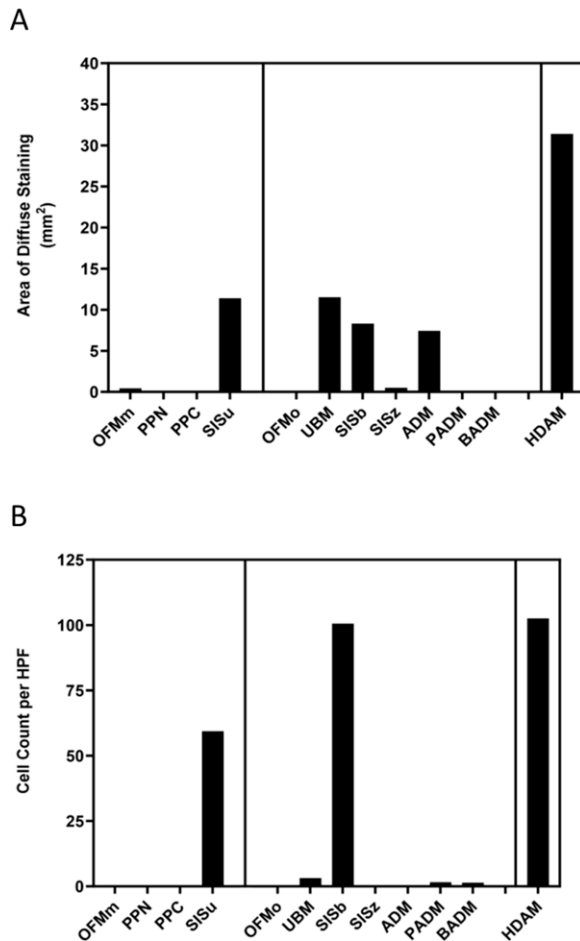 A
Area of Diffuse Staining
(mm²)
40
35
30
25
20
15
10
5
0
OFMm PPN PPC SISu OFMo UBM SISb SISz ADM PADM BADM HDAM
B
Cell Count per HPF
125
100
75
50
25
0
OFMm PPN PPC SISu OFMo UBM SISb SISz ADM PADM BADM HDAM